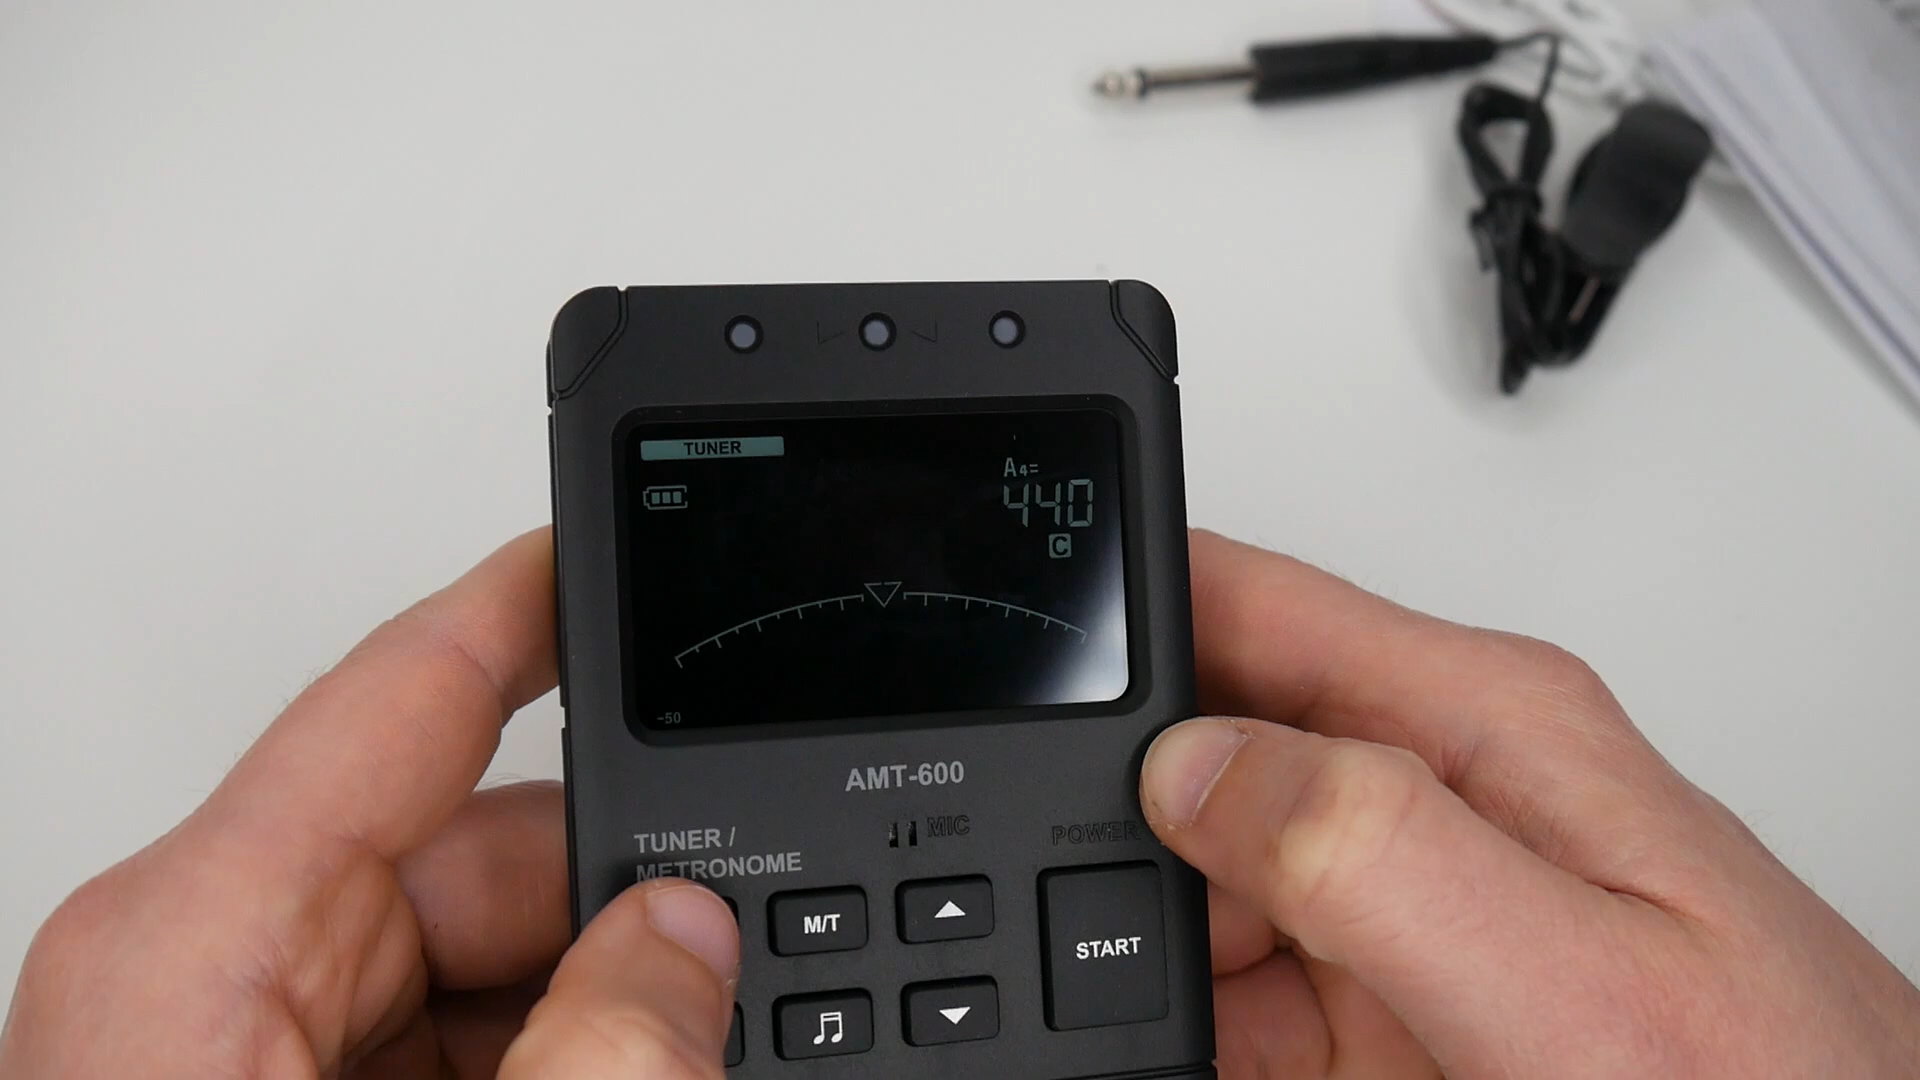 TUNER
A4=
440
C
-50
AMT-600
TUNER /
METRONOME
MIC
POWER
M/T
START